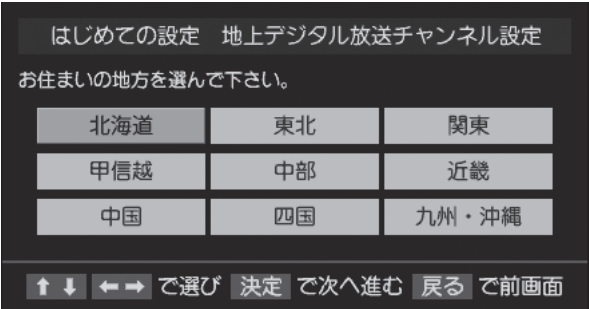 はじめての設定　地上デジタル放送チャンネル設定
お住まいの地方を選んで下さい。
北海道　東北　関東
甲信越　中部　近畿
中国　四国　九州・沖縄
↑↓ ←→ で選び 決定 で次へ進む 戻る で前画面